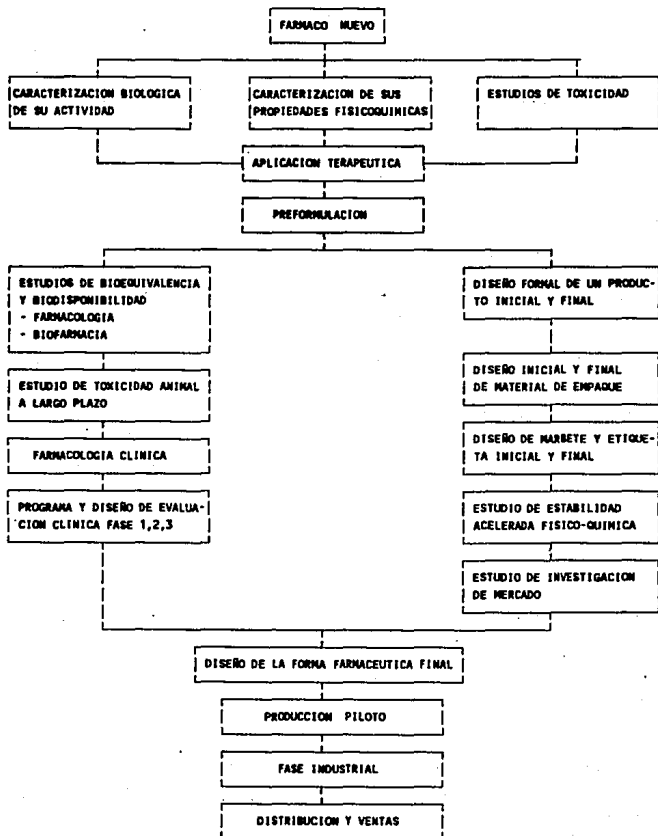 FARMACO NUEVO
CARACTERIZACION BIOLOGICA
DE SU ACTIVIDAD
CARACTERIZACION DE SUS
PROPIEDADES FISICOQUIMICAS
ESTUDIOS DE TOXICIDAD
APLICACION TERAPEUTICA
PREFORMULACION
ESTUDIOS DE BIOEQUIVALENCIA
Y BIODISPONIBILIDAD
- FARMACOLOGIA
- BIOFARMACIA
ESTUDIO DE TOXICIDAD ANIMAL
A LARGO PLAZO
FARMACOLOGIA CLINICA
PROGRAMA Y DISEÑO DE EVALUA-
CION CLINICA FASE 1,2,3
DISEÑO FORMAL DE UN PRODUC-
TO INICIAL Y FINAL
DISEÑO INICIAL Y FINAL
DE MATERIAL DE EMPAQUE
DISEÑO DE MARBETE Y ETIQUE-
TA INICIAL Y FINAL
ESTUDIO DE ESTABILIDAD
ACELERADA FISICO-QUIMICA
ESTUDIO DE INVESTIGACION
DE MERCADO
DISEÑO DE LA FORMA FARMACEUTICA FINAL
PRODUCCION PILOTO
FASE INDUSTRIAL
DISTRIBUCION Y VENTAS